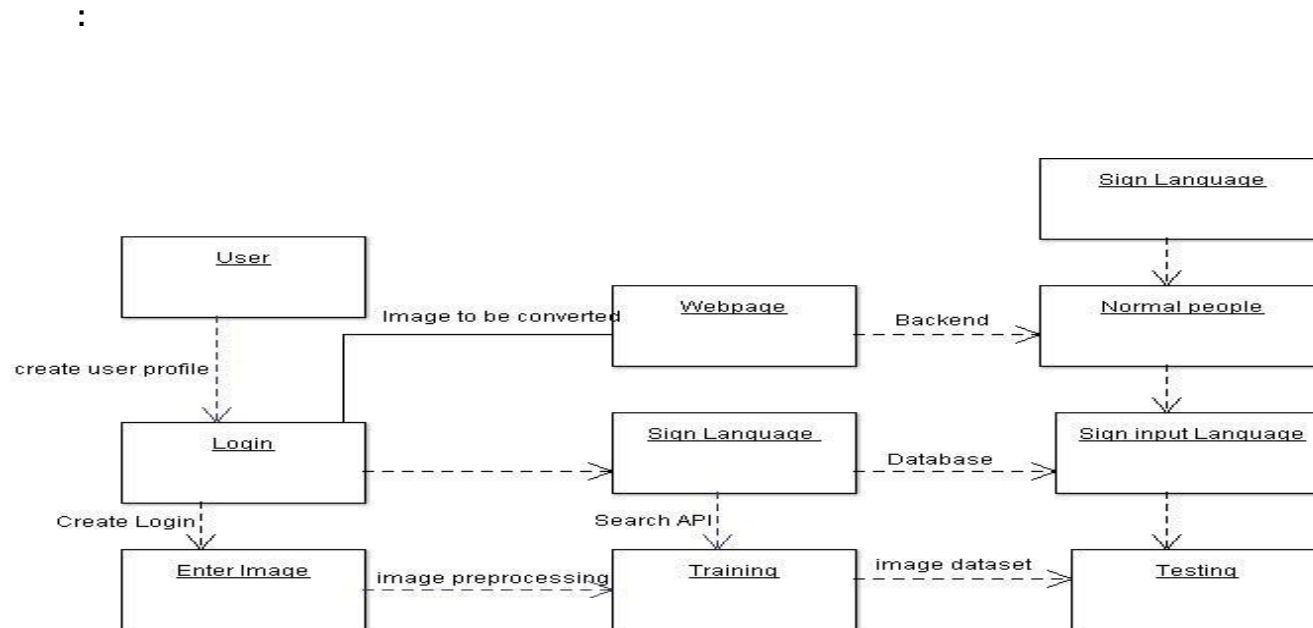 :
Sign Language
User
Image to be converted
Webpage
Backend
Normal people
create user profile
Login
Sign Language
Database
Sign input Language
Create Login
Search API
Enter Image
image preprocessing
Training
image dataset
Testing